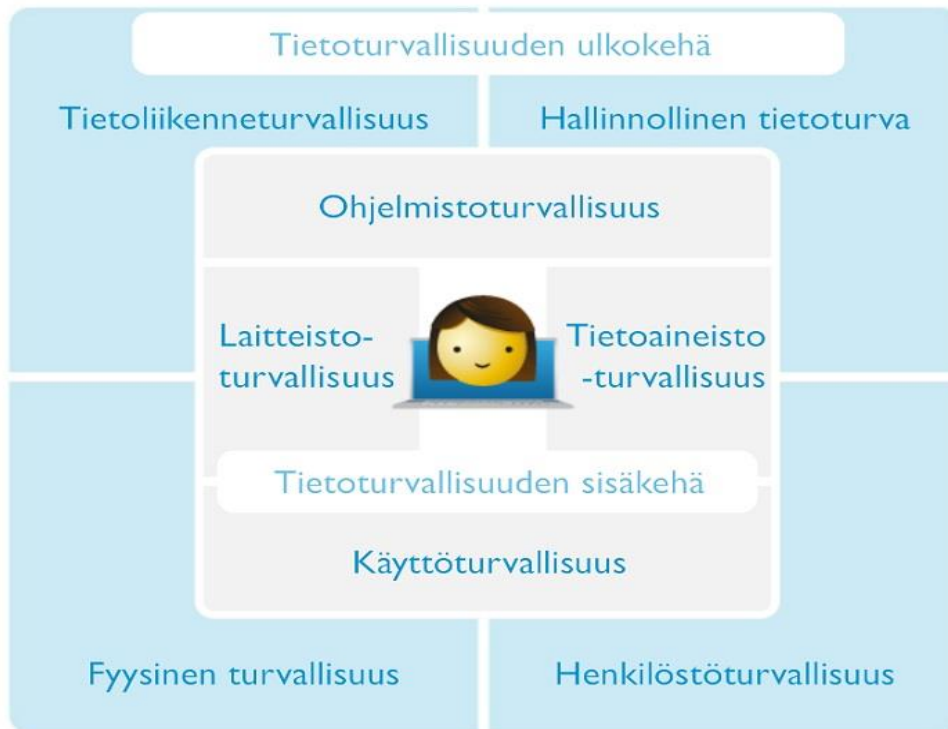 Tietoturvallisuuden ulkokehä
Tietoliikenneturvallisuus
Hallinnollinen tietoturva
Ohjelmistoturvallisuus
Laitteisto-
turvallisuus
Tietoaineisto
-turvallisuus
Tietoturvallisuuden sisäkehä
Käyttöturvallisuus
Fyysinen turvallisuus
Henkilöstöturvallisuus